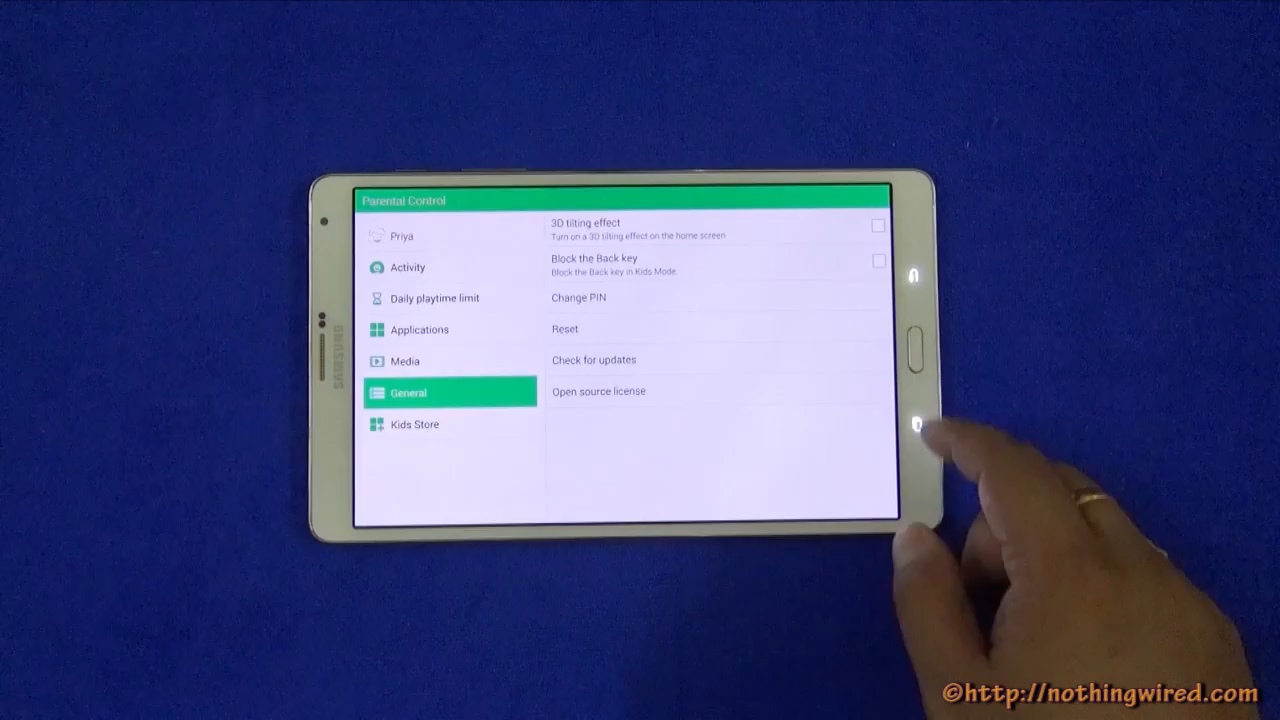 Parental Control
Priya
Activity
Daily playtime limit
Applications
Media
General
Kids Store
3D tilting effect
Turn on a 3D tilting effect on the home screen
Block the Back key
Block the Back key in Kids Mode.
Change PIN
Reset
Check for updates
Open source license
SAMSUNG
©http://nothingwired.com